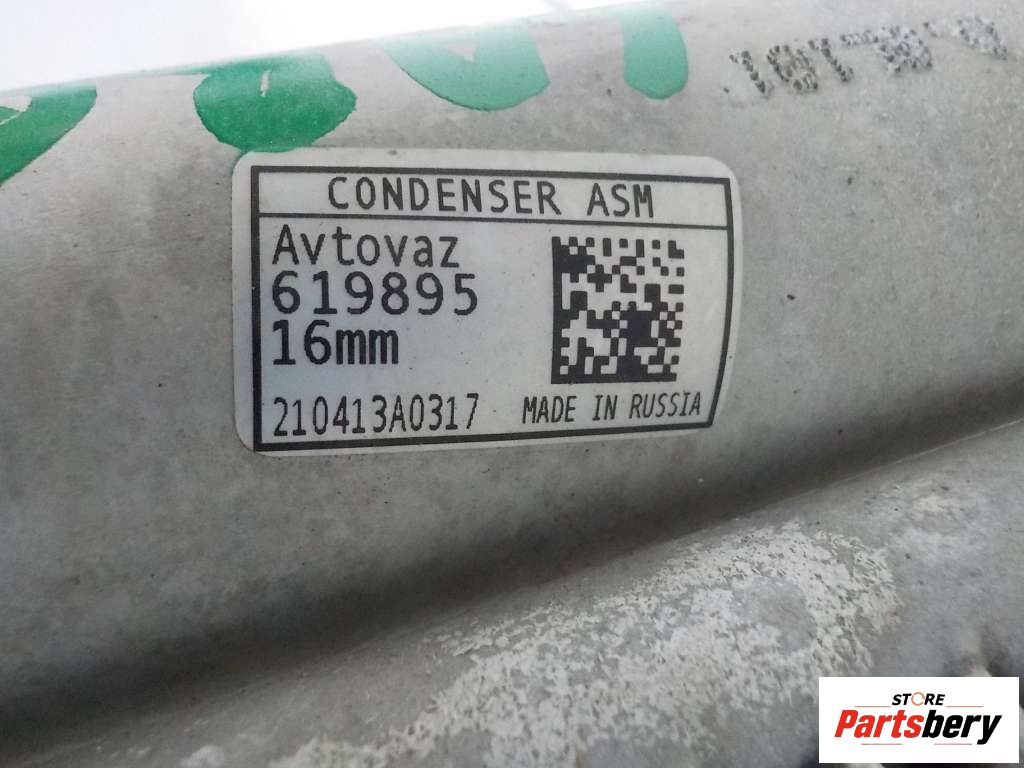 CONDENSER ASM
Avtovaz
619895
16mm
210413A0317 MADE IN RUSSIA
STORE
Partsbery